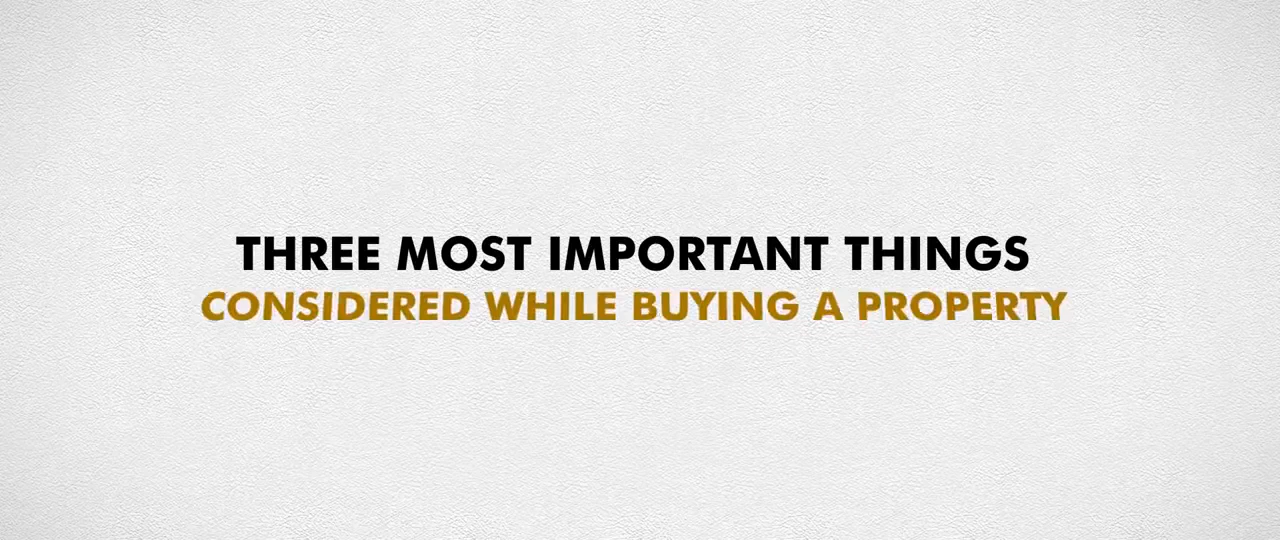 THREE MOST IMPORTANT THINGS
CONSIDERED WHILE BUYING A PROPERTY